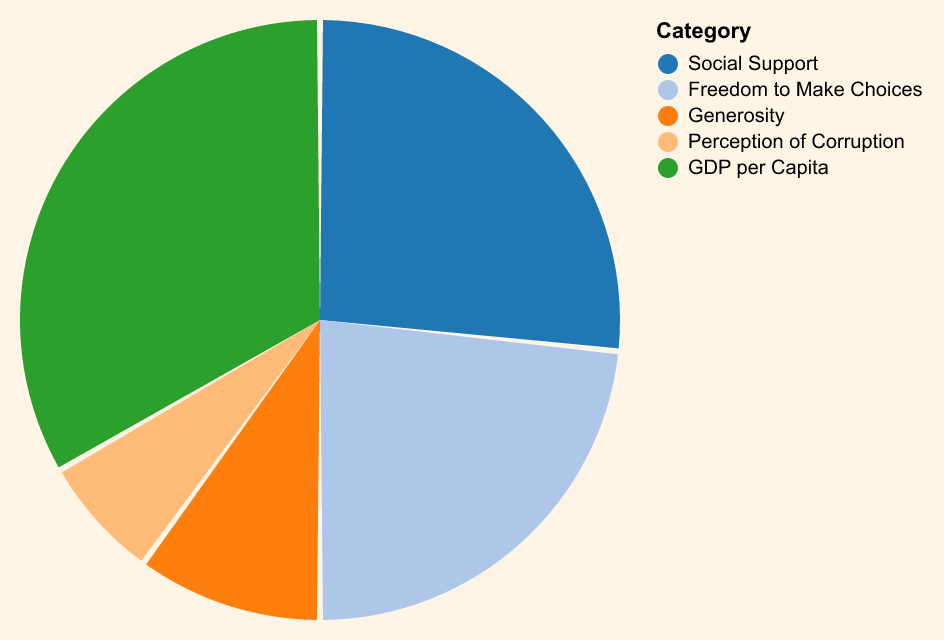 Category
Social Support
Freedom to Make Choices
Generosity
Perception of Corruption
GDP per Capita